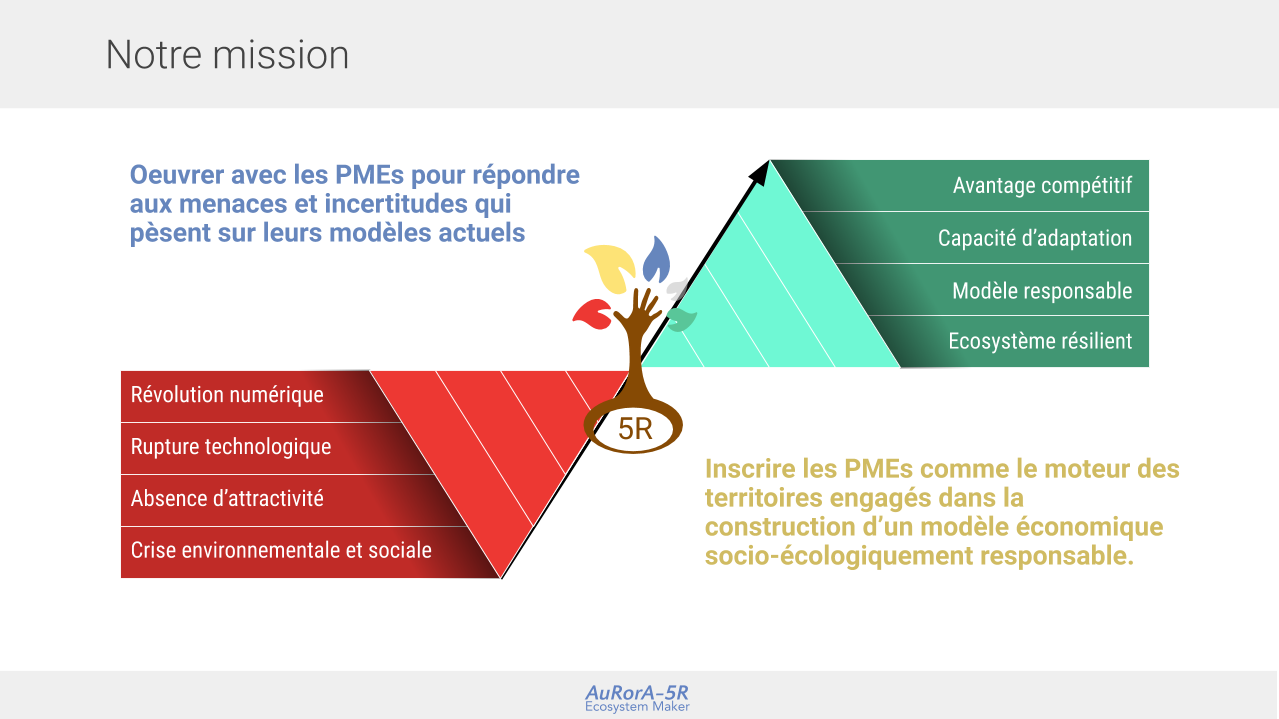 Notre mission
Oeuvrer avec les PMEs pour répondre
aux menaces et incertitudes qui
pèsent sur leurs modèles actuels
Avantage compétitif
Capacité d’adaptation
Modèle responsable
Ecosystème résilient
Révolution numérique
Rupture technologique
Absence d’attractivité
Crise environnementale et sociale
5R
Inscrire les PMEs comme le moteur des
territoires engagés dans la
construction d’un modèle économique
socio-écologiquement responsable.
AuRorA-5R
Ecosystem Maker